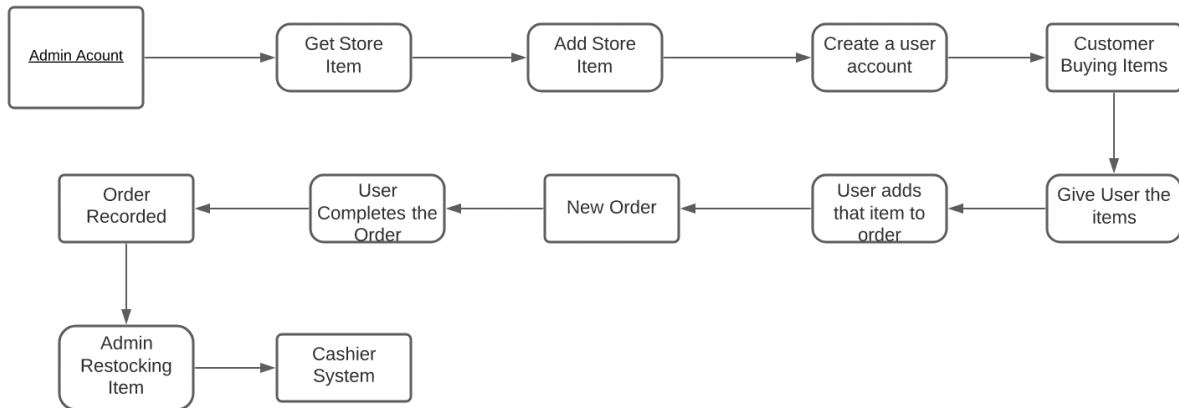 Admin Acount
Get Store
Item
Add Store
Item
Create a user
account
Customer
Buying Items
Give User the
items
User adds
that item to
order
New Order
User
Completes the
Order
Order
Recorded
Admin
Restocking
Item
Cashier
System